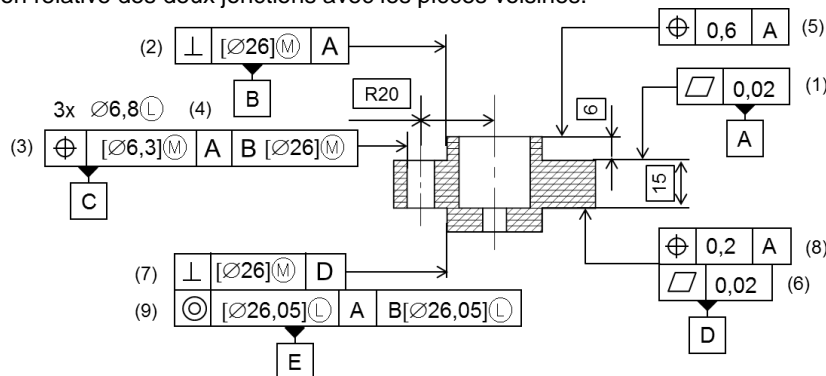 en relative des deux jonctions avec les pièces voisines.
(2) ⊥ [Ø26]Ⓜ A
B
⌖ 0,6 A (5)
⏥ 0,02 (1)
A
R20
6
3x Ø6,8Ⓛ (4)
(3) ⌖ [Ø6,3]Ⓜ A B [Ø26]Ⓜ
C
15
(7) ⊥ [Ø26]Ⓜ D
(9) ◎ [Ø26,05]Ⓛ A B[Ø26,05]Ⓛ
E
⌖ 0,2 A (8)
⏥ 0,02 (6)
D